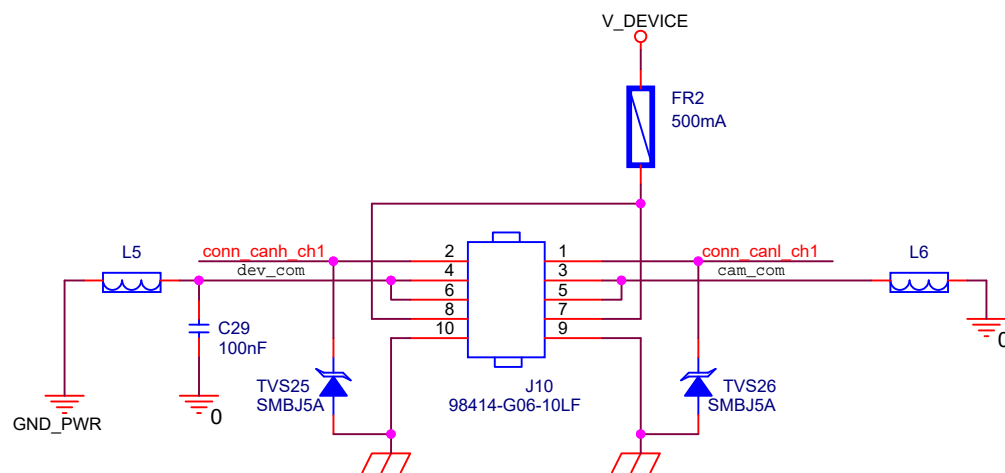 V_DEVICE
FR2
500mA
L5
conn_canh_ch1
2
1
conn_canl_ch1
L6
dev_com
4
3
cam_com
6
5
8
7
10
9
C29
100nF
0
0
TVS25
SMBJ5A
J10
98414-G06-10LF
TVS26
SMBJ5A
GND_PWR